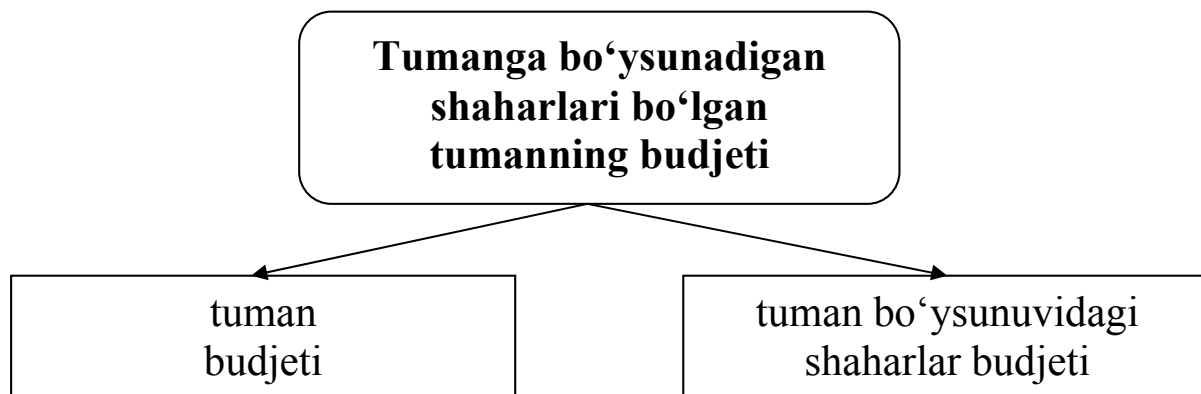 Tumanga bo‘ysunadigan
shaharlari bo‘lgan
tumanning budjeti
tuman
budjeti
tuman bo‘ysunuvidagi
shaharlar budjeti